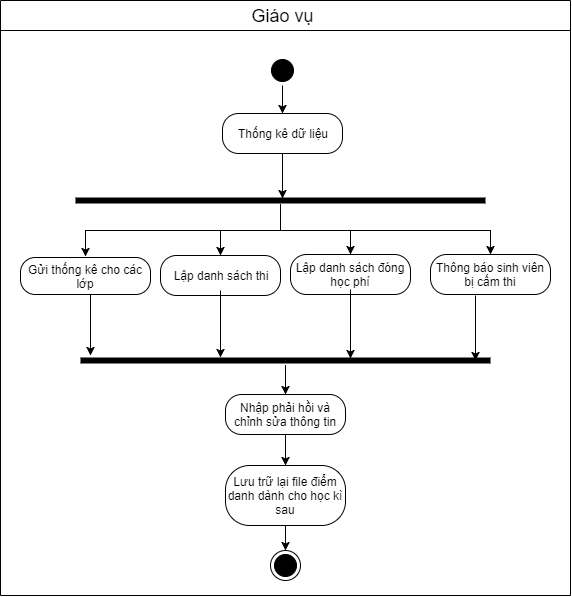 Giáo vụ
Thống kê dữ liệu
Gửi thống kê cho các
lớp
Lập danh sách thi
Lập danh sách đóng
học phí
Thông báo sinh viên
bị cấm thi
Nhập phải hồi và
chỉnh sửa thông tin
Lưu trữ lại file điểm
danh dành cho học kì
sau